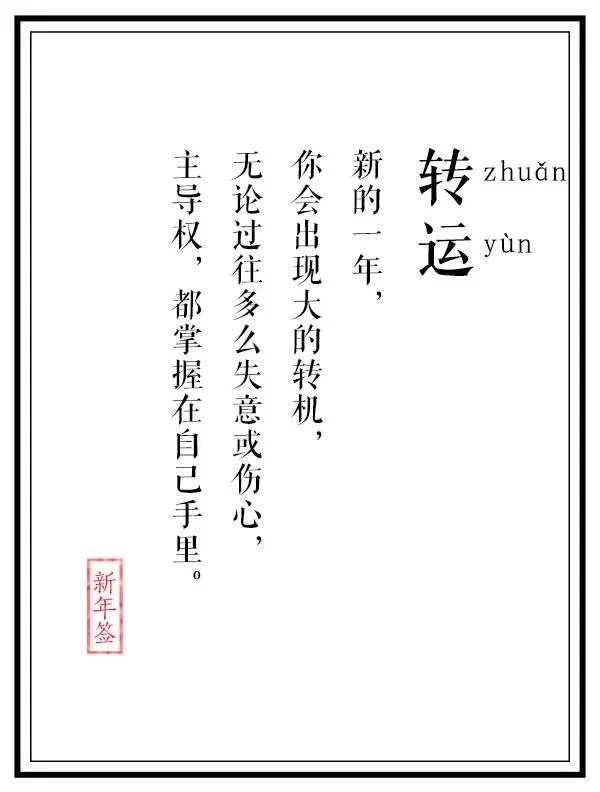 转运
zhuǎn
yùn
新的一年，
你会出现大的转机，
无论过往多么失意或伤心，
主导权，都掌握在自己手里。
新年签